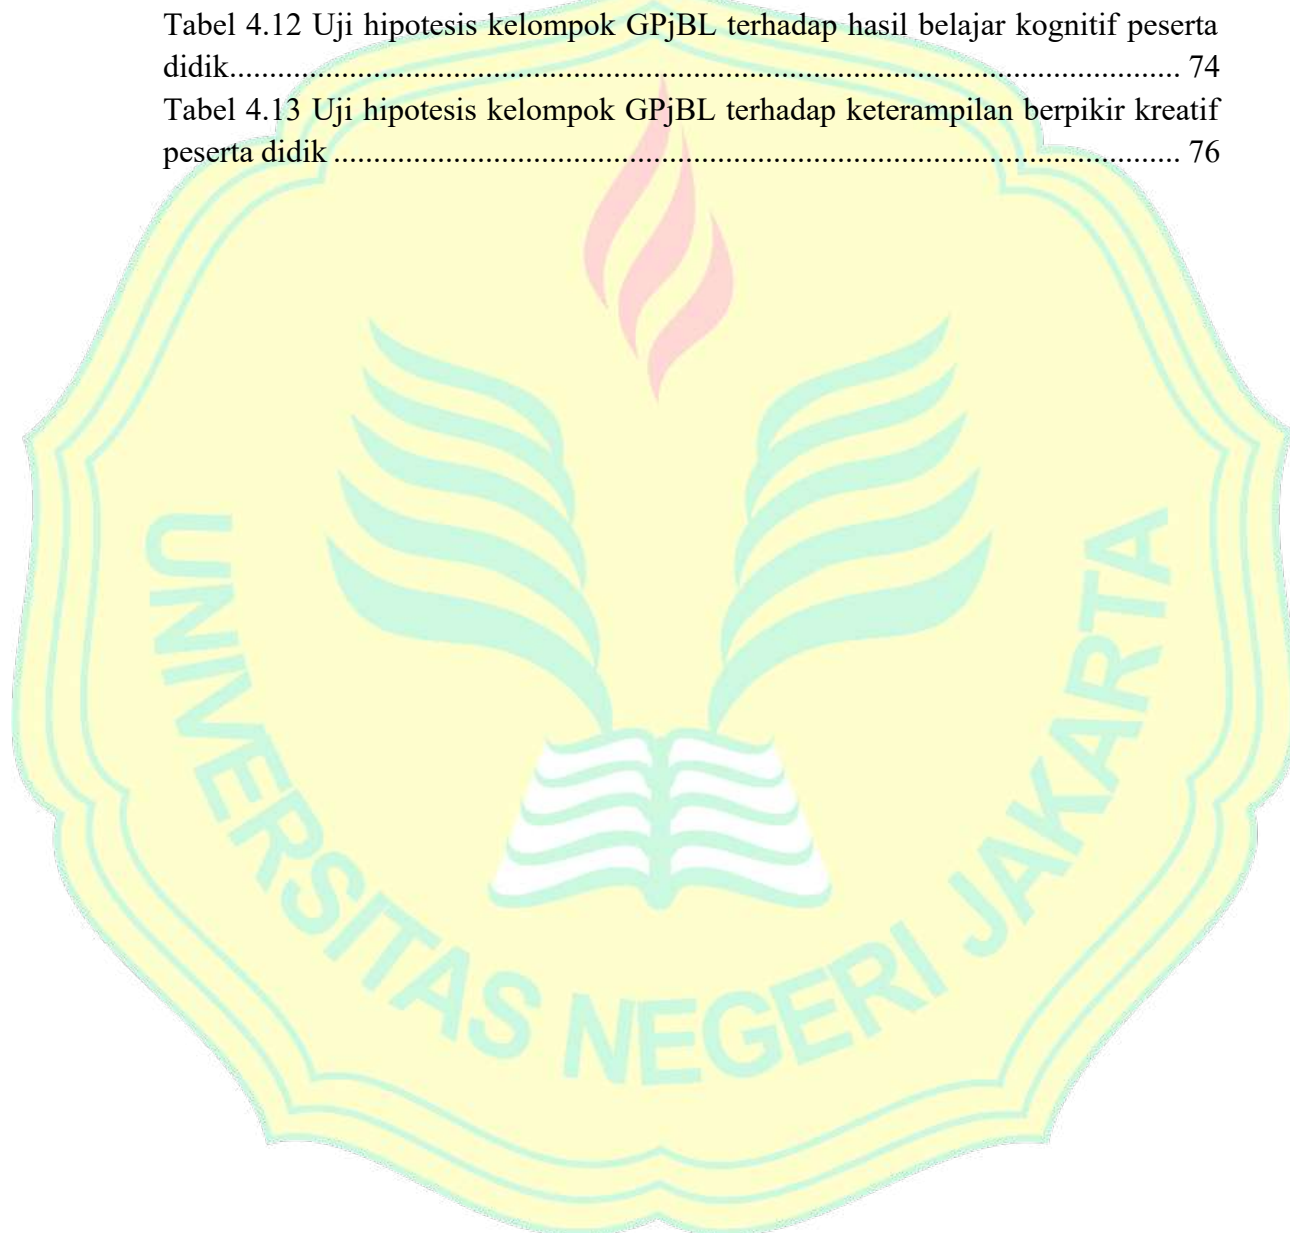 Tabel 4.12 Uji hipotesis kelompok GPjBL terhadap hasil belajar kognitif peserta
didik........................................................................................................................ 74
Tabel 4.13 Uji hipotesis kelompok GPjBL terhadap keterampilan berpikir kreatif
peserta didik ........................................................................................................... 76
UNIVERSITAS NEGERI JAKARTA